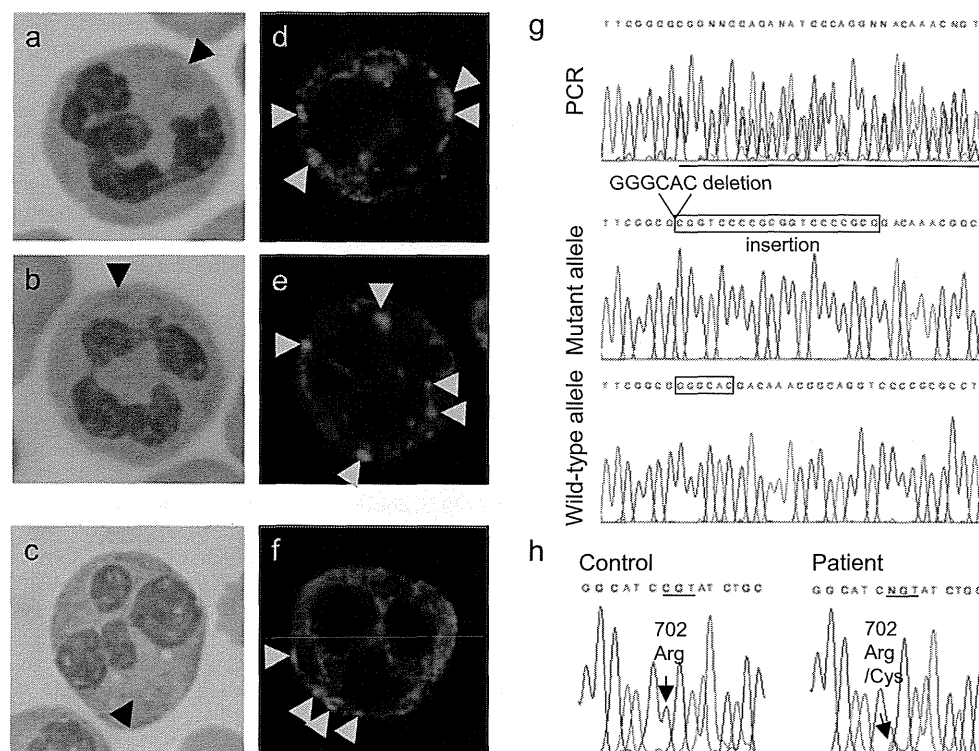 a
d
b
e
c
f
g
PCR
GGGCAC deletion
T T C G G C G C G G T C C C C G C G G T C C C C G C G G A C A A A C G G C
insertion
Mutant allele
Wild-type allele
h
Control
G G C A T C C G T A T C T G C
702
Arg
Patient
G G C A T C N G T A T C T G C
702
Arg
/Cys